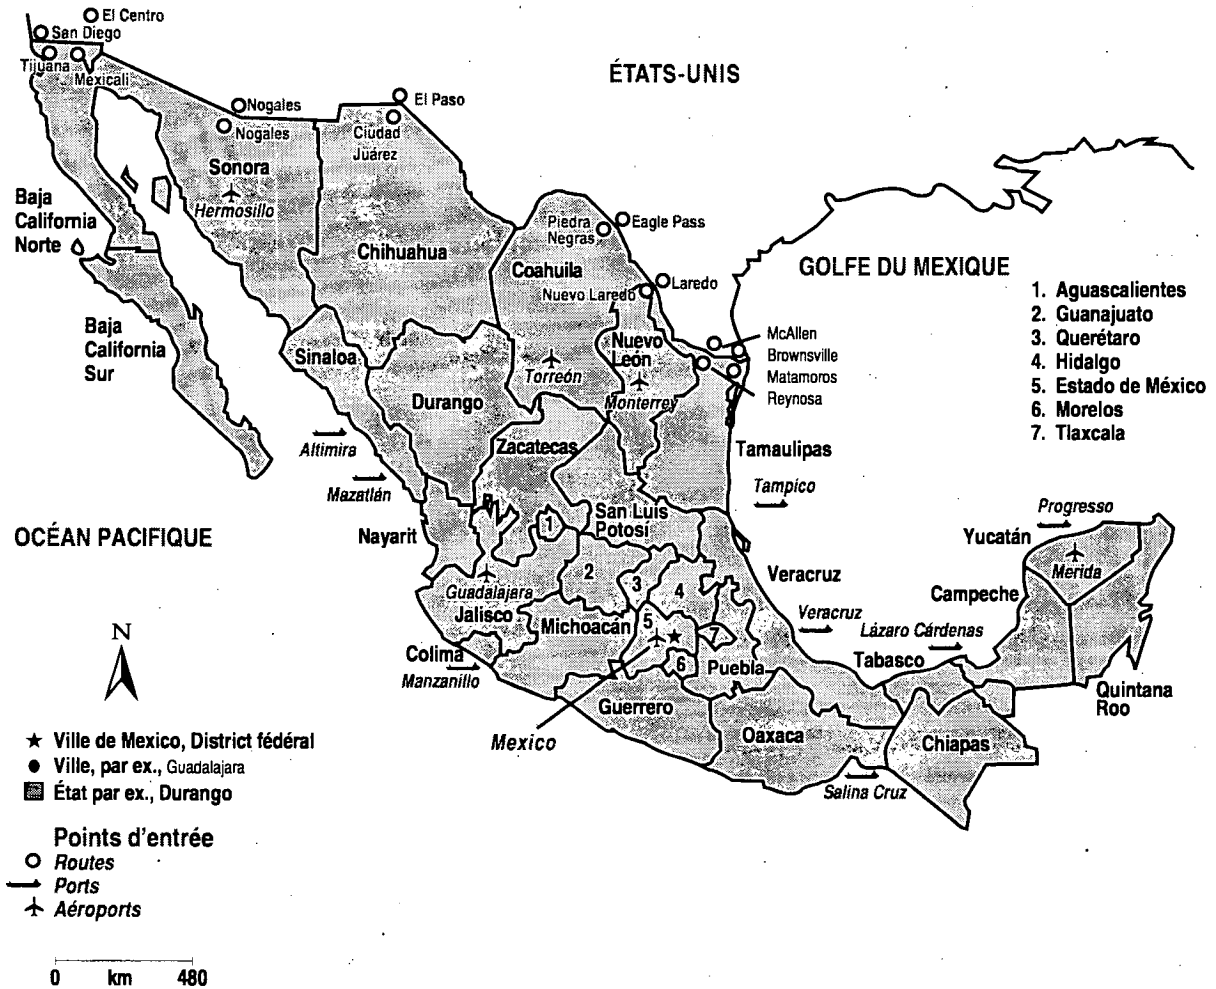 El Centro
San Diego
Tijuana
Mexicali
ÉTATS-UNIS
Nogales
Nogales
El Paso
Ciudad
Juárez
Sonora
Hermosillo
Baja
California
Norte
Chihuahua
Piedra
Negras
Eagle Pass
Coahuila
GOLFE DU MEXIQUE
Nuevo Laredo
Laredo
1. Aguascalientes
2. Guanajuato
3. Querétaro
4. Hidalgo
5. Estado de México
6. Morelos
7. Tlaxcala
Baja
California
Sur
Sinaloa
Nuevo
León
McAllen
Brownsville
Matamoros
Reynosa
Torreón
Monterrey
Durango
Altimira
Zacatecas
Tamaulipas
Mazatlán
Tampico
OCÉAN PACIFIQUE
Nayarit
San Luis
Potosí
Progresso
Yucatán
Merida
1
2
3
4
5
6
7
Guadalajara
Jalisco
Michoacán
Veracruz
Veracruz
Campeche
Lázaro Cárdenas
Tabasco
Colima
Manzanillo
Puebla
Quintana
Roo
Guerrero
Mexico
Oaxaca
Chiapas
Salina Cruz
N
Ville de Mexico, District fédéral
Ville, par ex., Guadalajara
État par ex., Durango
Points d'entrée
Routes
Ports
Aéroports
0 km 480